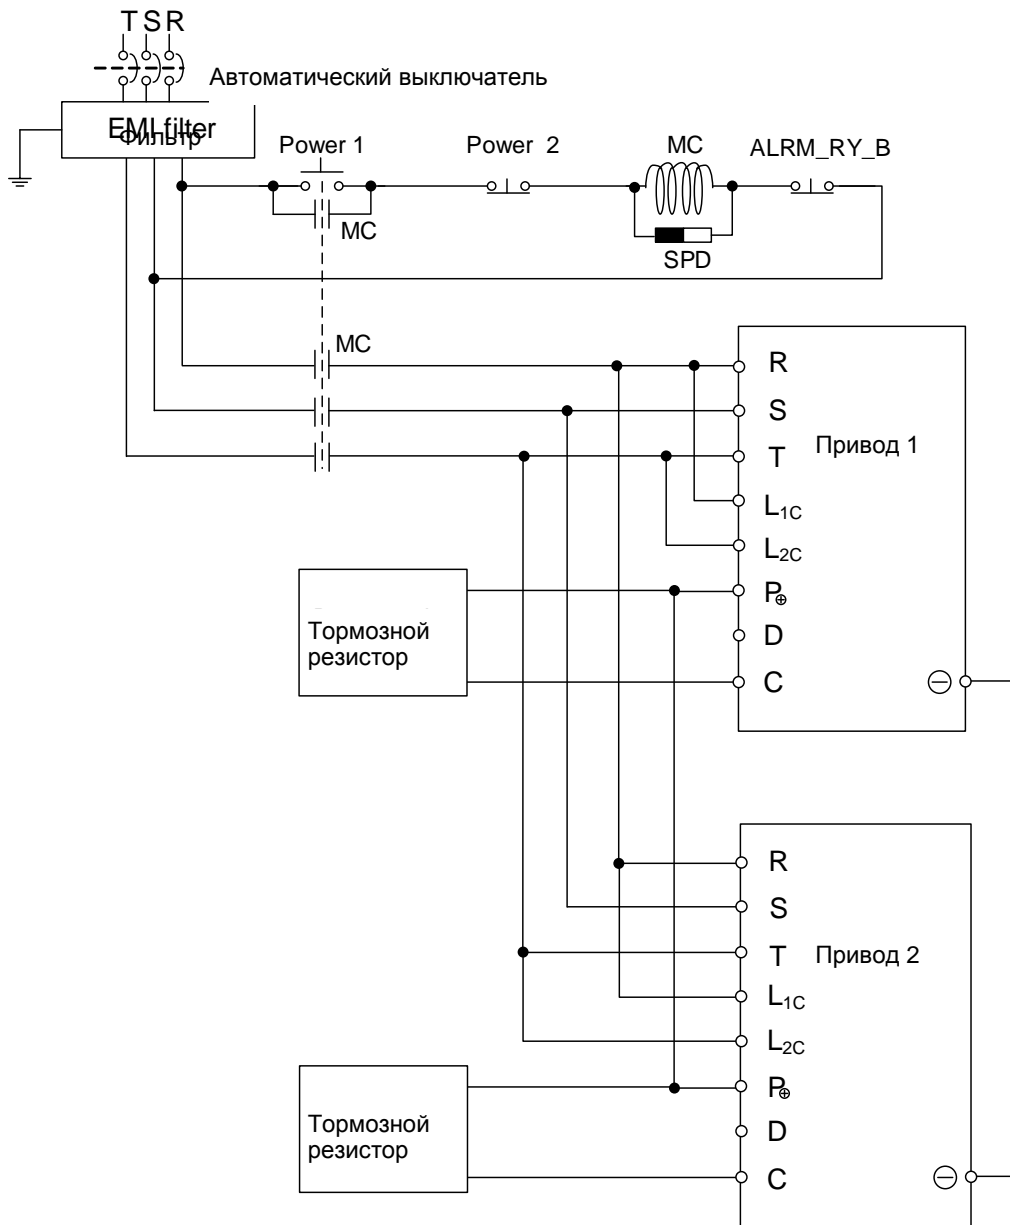 T S R
Автоматический выключатель
EMI filter
Фильтр
Power 1
Power 2
MC
ALRM_RY_B
MC
SPD
MC
R
S
T
Привод 1
L1C
L2C
P⊕
D
C
⊖
Тормозной
резистор
R
S
T
Привод 2
L1C
L2C
P⊕
D
C
⊖
Тормозной
резистор